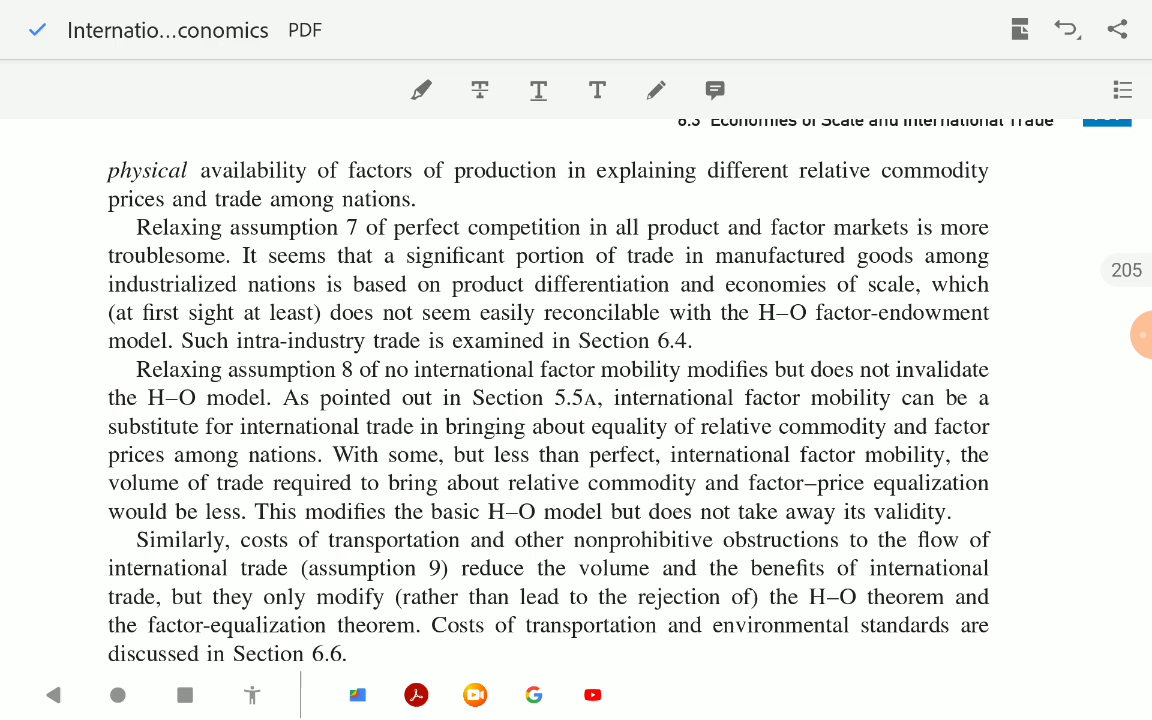 Internatio...conomics PDF
6.3 Economies of Scale and International Trade
physical availability of factors of production in explaining different relative commodity
prices and trade among nations.
Relaxing assumption 7 of perfect competition in all product and factor markets is more
troublesome. It seems that a significant portion of trade in manufactured goods among
industrialized nations is based on product differentiation and economies of scale, which
(at first sight at least) does not seem easily reconcilable with the H–O factor-endowment
model. Such intra-industry trade is examined in Section 6.4.
205
Relaxing assumption 8 of no international factor mobility modifies but does not invalidate
the H–O model. As pointed out in Section 5.5A, international factor mobility can be a
substitute for international trade in bringing about equality of relative commodity and factor
prices among nations. With some, but less than perfect, international factor mobility, the
volume of trade required to bring about relative commodity and factor–price equalization
would be less. This modifies the basic H–O model but does not take away its validity.
Similarly, costs of transportation and other nonprohibitive obstructions to the flow of
international trade (assumption 9) reduce the volume and the benefits of international
trade, but they only modify (rather than lead to the rejection of) the H–O theorem and
the factor-equalization theorem. Costs of transportation and environmental standards are
discussed in Section 6.6.